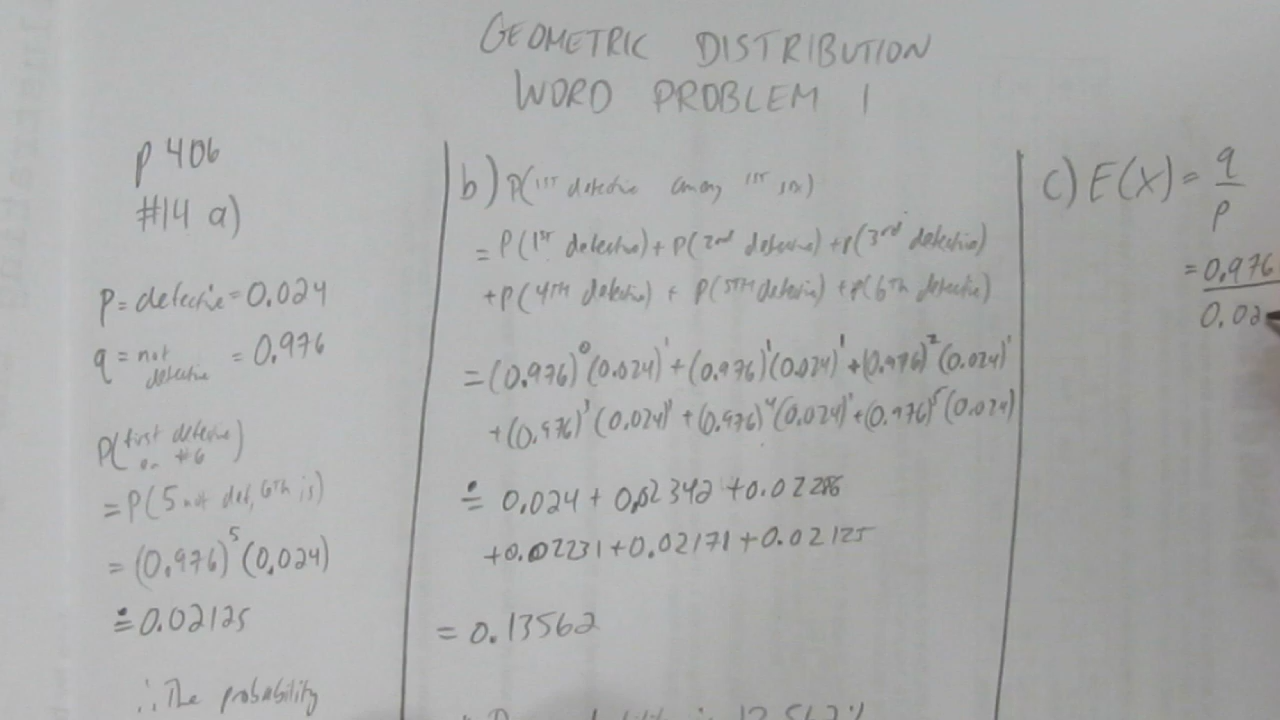 GEOMETRIC DISTRIBUTION
WORD PROBLEM 1
p 406
#14 a)
p = defective = 0.024
q = not defective = 0.976
P(first defective on #6)
= P(5 not def, 6TH is)
= (0.976)^5 (0.024)
≐ 0.02125
∴ The probability
b) P(1ST defective among 1ST six)
= P(1st defective) + P(2nd defective) + P(3rd defective)
+ P(4TH defective) + P(5TH defective) + P(6TH defective)
= (0.976)^0 (0.024)^1 + (0.976)^1 (0.024)^1 + (0.976)^2 (0.024)^1
+ (0.976)^3 (0.024)^1 + (0.976)^4 (0.024)^1 + (0.976)^5 (0.024)
≐ 0.024 + 0.02342 + 0.02286
+ 0.02231 + 0.02171 + 0.02125
= 0.13562
c) E(X) = q/p
= 0.976/0.02